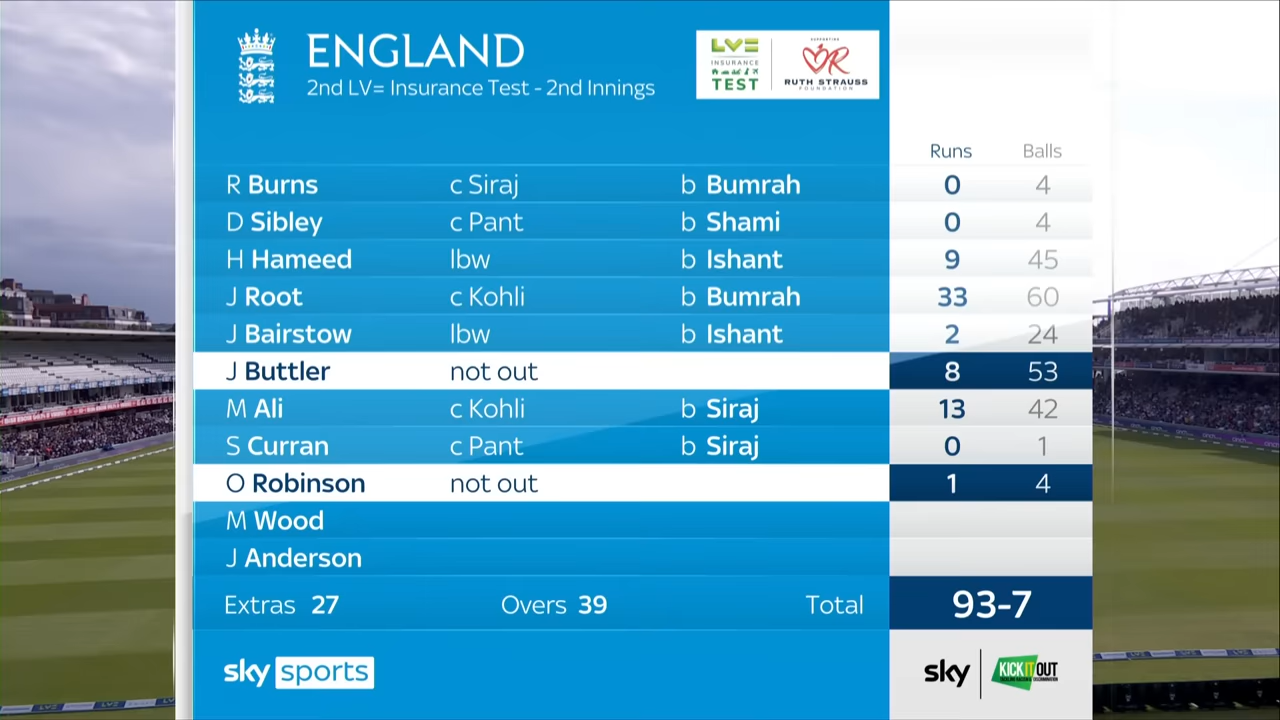 ENGLAND
2nd LV= Insurance Test - 2nd Innings
LV=
INSURANCE
TEST
SUPPORTING
RUTH STRAUSS
FOUNDATION
Runs Balls
R Burns c Siraj b Bumrah 0 4
D Sibley c Pant b Shami 0 4
H Hameed lbw b Ishant 9 45
J Root c Kohli b Bumrah 33 60
J Bairstow lbw b Ishant 2 24
J Buttler not out 8 53
M Ali c Kohli b Siraj 13 42
S Curran c Pant b Siraj 0 1
O Robinson not out 1 4
M Wood
J Anderson
Extras 27 Overs 39 Total 93-7
sky sports
sky KICK IT OUT